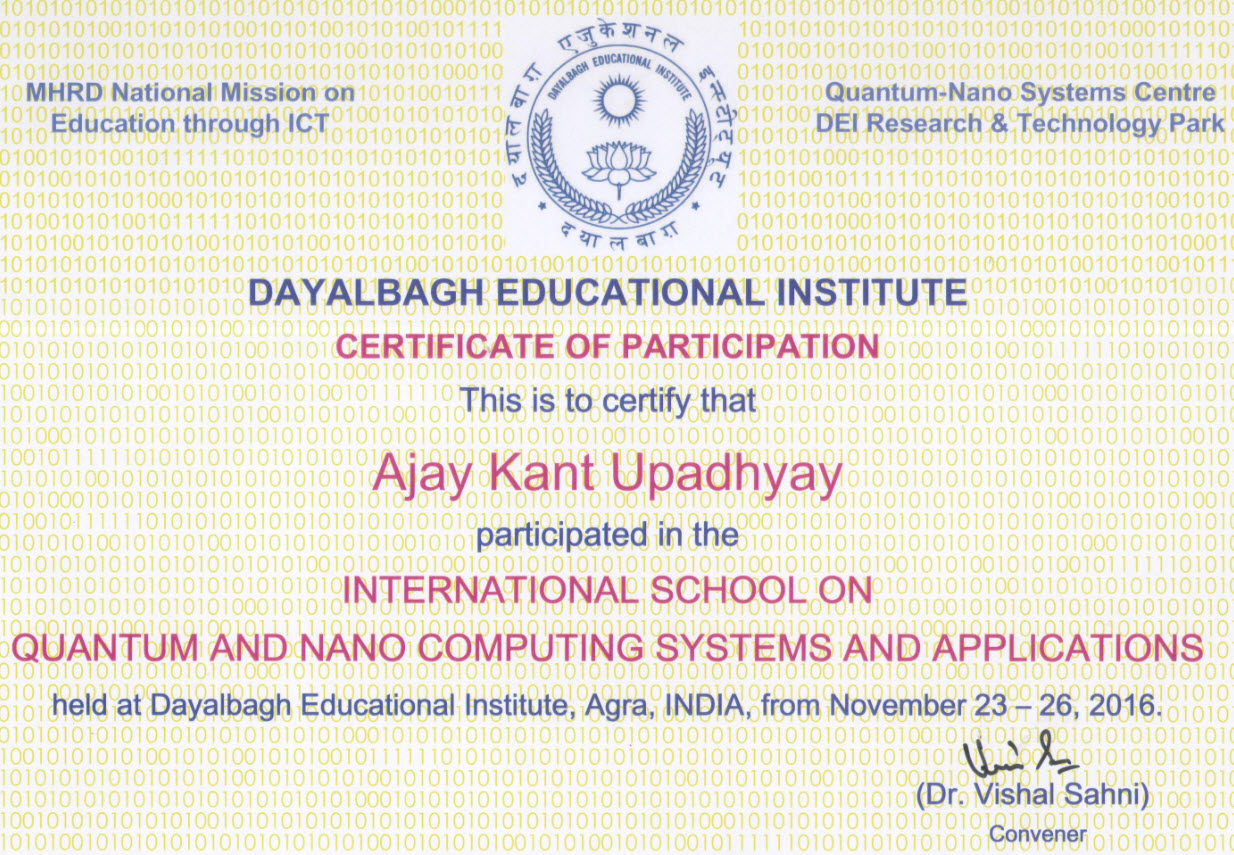 MHRD National Mission on
Education through ICT
दयालबाग़ एजुकेशनल इन्स्टीट्यूट
DAYALBAGH EDUCATIONAL INSTITUTE
दयालबाग़
Quantum-Nano Systems Centre
DEI Research & Technology Park
DAYALBAGH EDUCATIONAL INSTITUTE
CERTIFICATE OF PARTICIPATION
This is to certify that
Ajay Kant Upadhyay
participated in the
INTERNATIONAL SCHOOL ON
QUANTUM AND NANO COMPUTING SYSTEMS AND APPLICATIONS
held at Dayalbagh Educational Institute, Agra, INDIA, from November 23 – 26, 2016.
(Dr. Vishal Sahni)
Convener